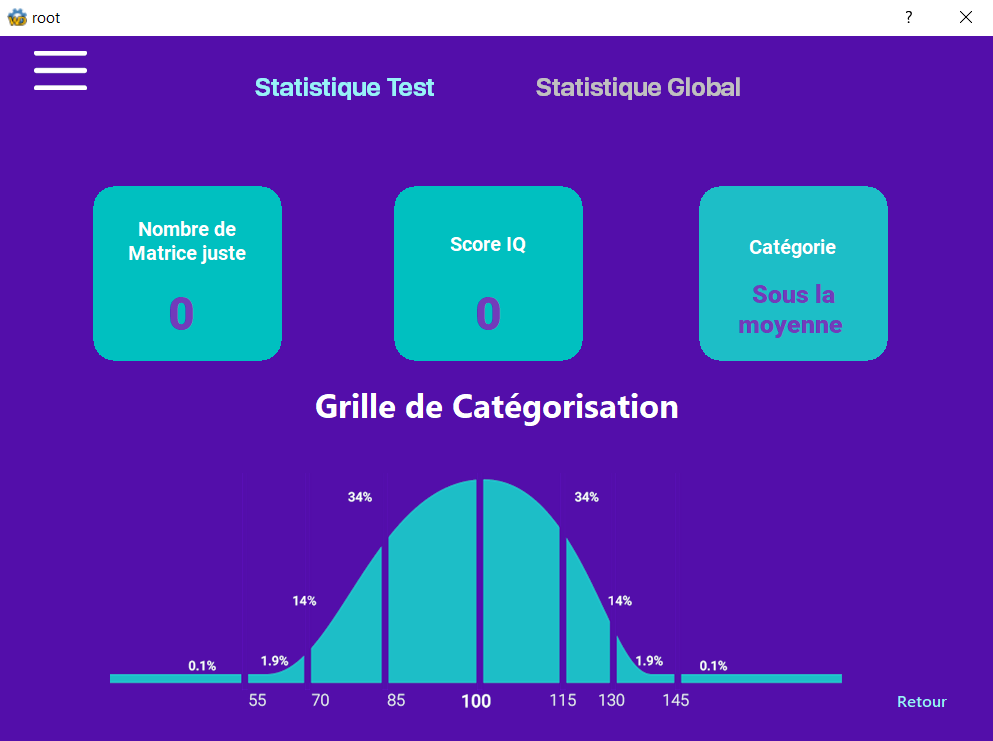 root
?
Statistique Test
Statistique Global
Nombre de
Matrice juste
0
Score IQ
0
Catégorie
Sous la
moyenne
Grille de Catégorisation
34%
34%
14%
14%
0.1%
1.9%
1.9%
0.1%
55
70
85
100
115
130
145
Retour